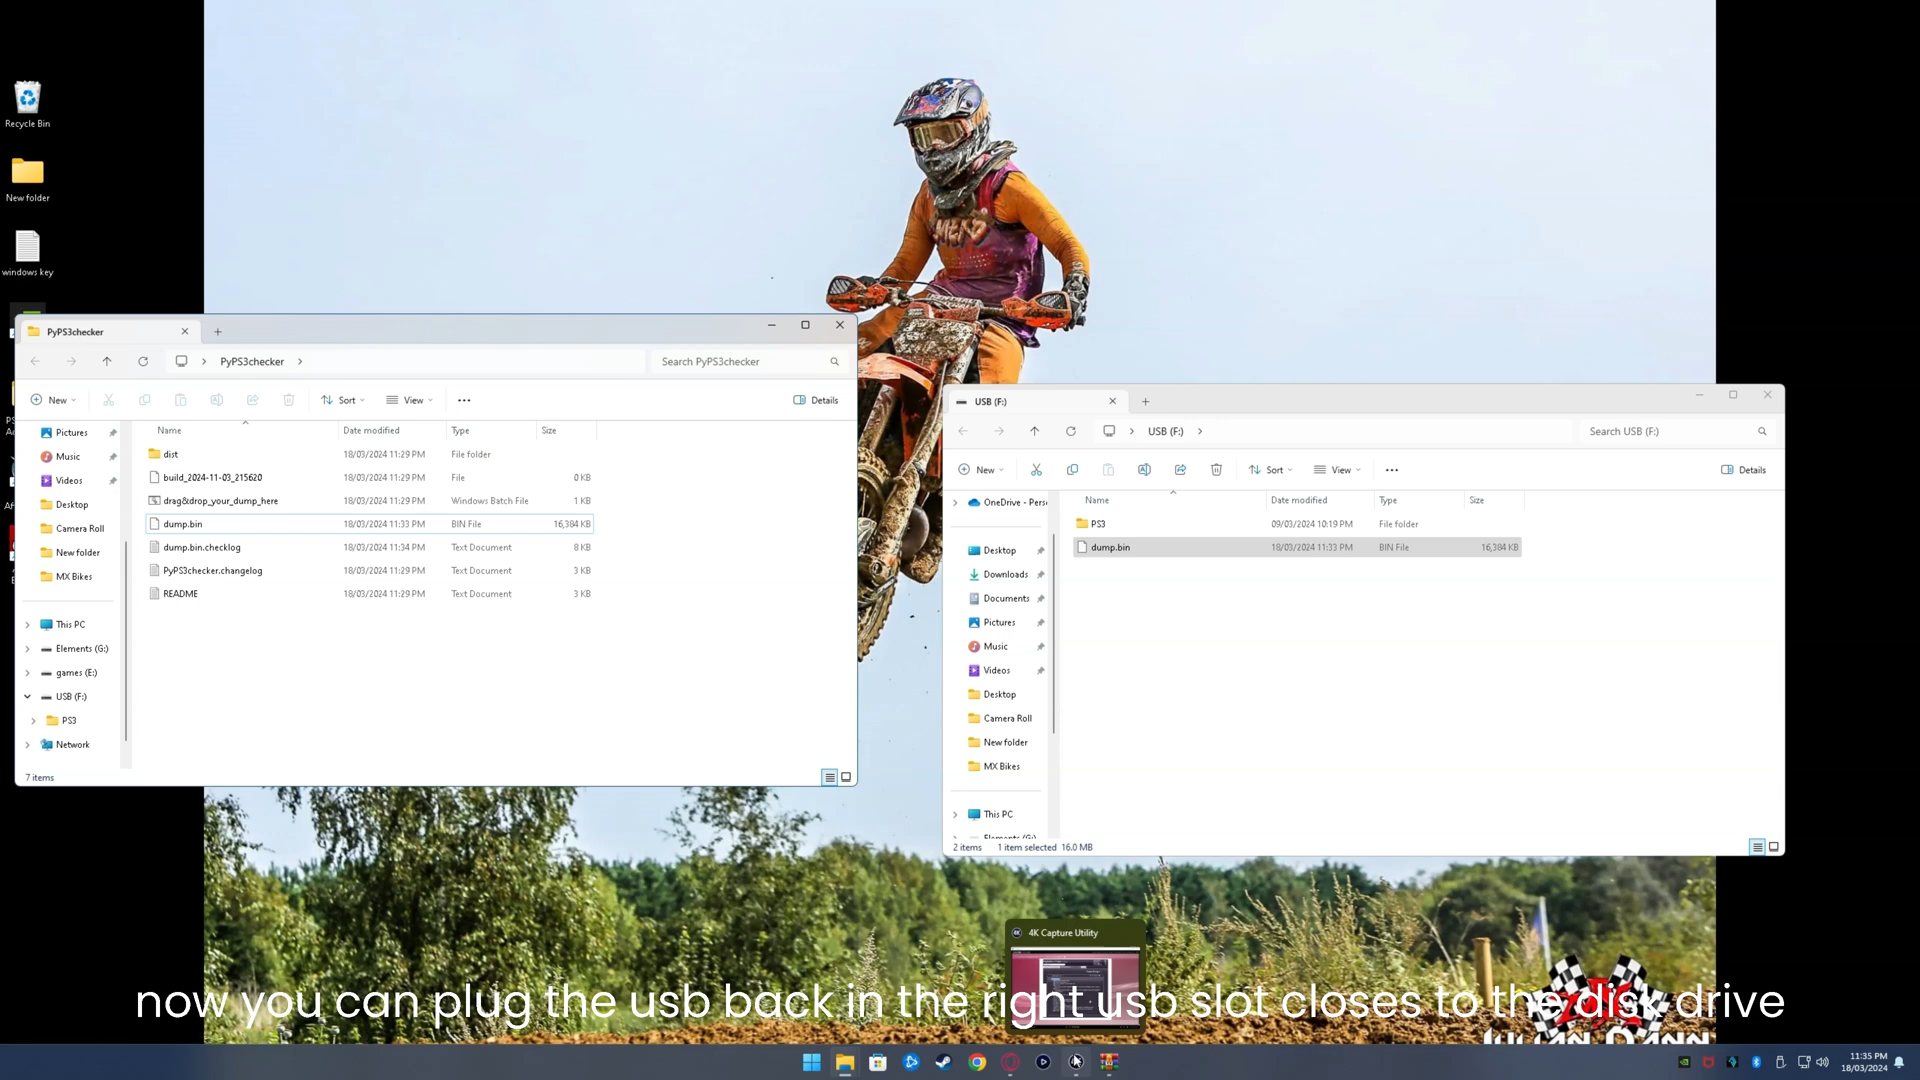 Recycle Bin
New folder
windows key
PyPS3checker
PyPS3checker
Search PyPS3checker
New
Sort
View
Details
Name
Date modified
Type
Size
Pictures
Music
Videos
Desktop
Camera Roll
New folder
MX Bikes
This PC
Elements (G:)
games (E:)
USB (F:)
PS3
Network
dist 18/03/2024 11:29 PM File folder
build_2024-11-03_215620 18/03/2024 11:29 PM File 0 KB
drag&drop_your_dump_here 18/03/2024 11:29 PM Windows Batch File 1 KB
dump.bin 18/03/2024 11:33 PM BIN File 16,384 KB
dump.bin.checklog 18/03/2024 11:34 PM Text Document 8 KB
PyPS3checker.changelog 18/03/2024 11:29 PM Text Document 3 KB
README 18/03/2024 11:29 PM Text Document 3 KB
7 items
USB (F:)
USB (F:)
Search USB (F:)
New
Sort
View
Details
Name
Date modified
Type
Size
OneDrive - Perso
Desktop
Downloads
Documents
Pictures
Music
Videos
Desktop
Camera Roll
New folder
MX Bikes
This PC
Elements (G:)
PS3 09/03/2024 10:19 PM File folder
dump.bin 18/03/2024 11:33 PM BIN File 16,384 KB
2 items 1 item selected 16.0 MB
4K Capture Utility
now you can plug the usb back in the right usb slot closes to the disk drive
11:35 PM
18/03/2024